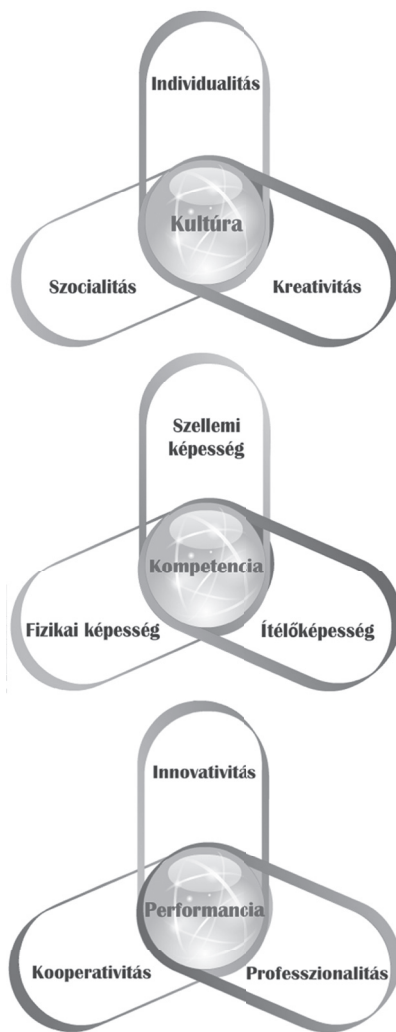 Individualitás
Kultúra
Szocialitás
Kreativitás
Szellemi
képesség
Kompetencia
Fizikai képesség
Ítélőképesség
Innovativitás
Performancia
Kooperativitás
Professzionalitás